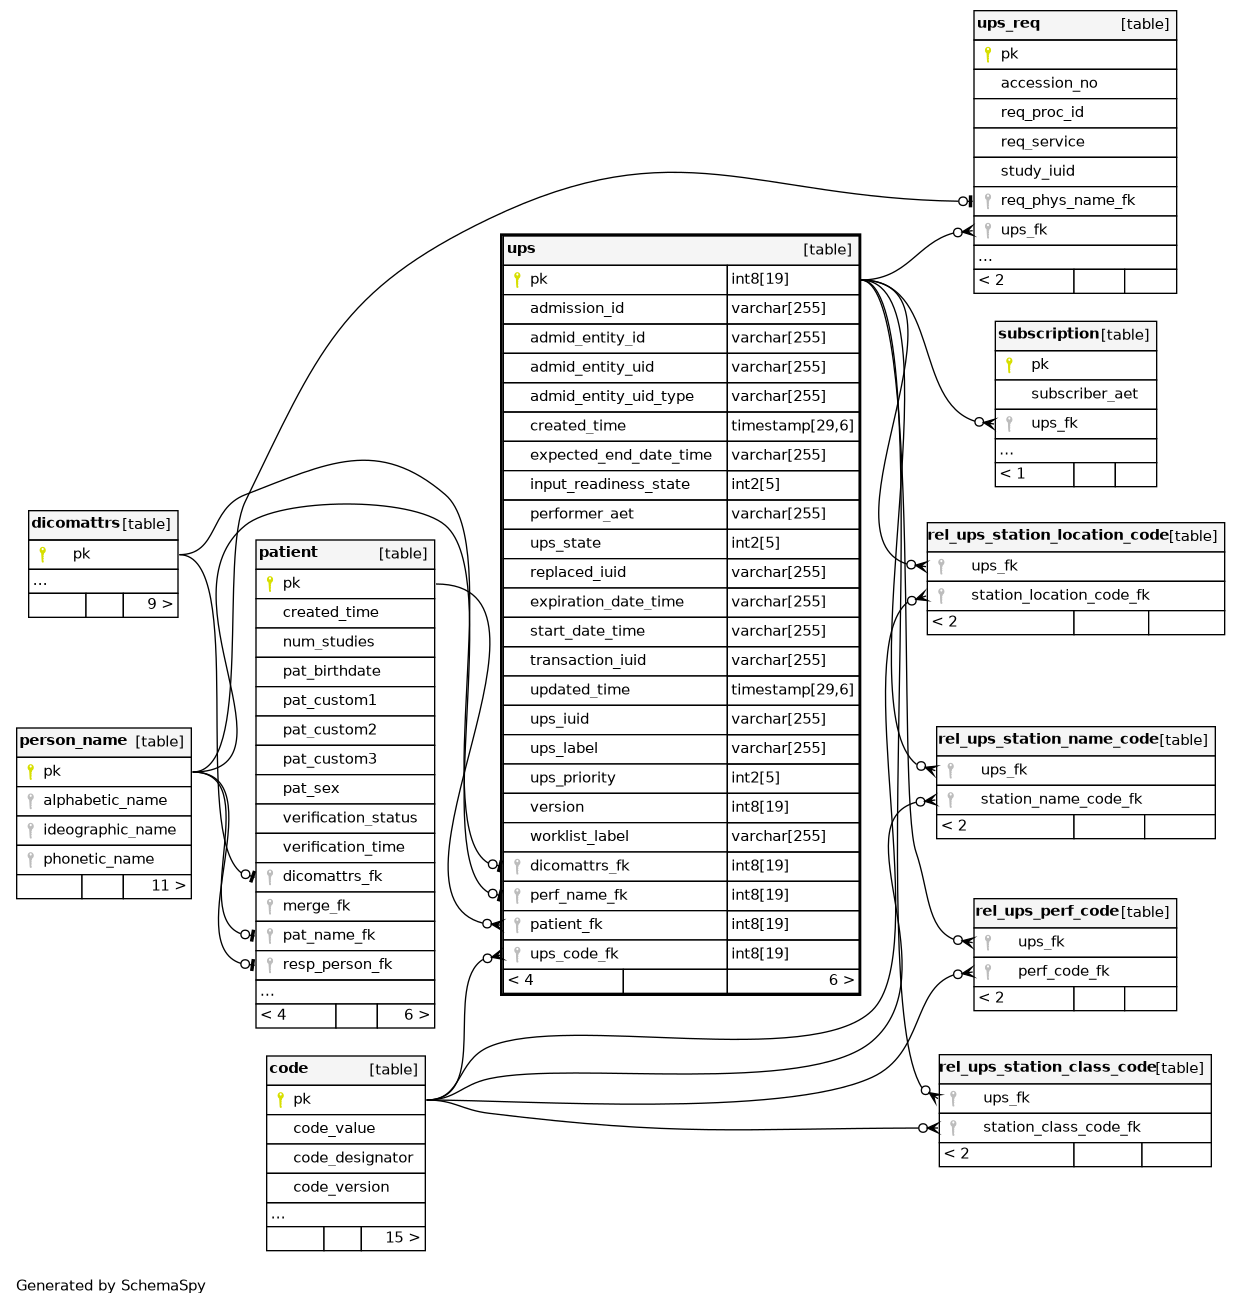 ups_req [table]
pk
accession_no
req_proc_id
req_service
study_iuid
req_phys_name_fk
ups_fk
...
< 2
ups [table]
pk int8[19]
admission_id varchar[255]
admid_entity_id varchar[255]
admid_entity_uid varchar[255]
admid_entity_uid_type varchar[255]
created_time timestamp[29,6]
expected_end_date_time varchar[255]
input_readiness_state int2[5]
performer_aet varchar[255]
ups_state int2[5]
replaced_iuid varchar[255]
expiration_date_time varchar[255]
start_date_time varchar[255]
transaction_iuid varchar[255]
updated_time timestamp[29,6]
ups_iuid varchar[255]
ups_label varchar[255]
ups_priority int2[5]
version int8[19]
worklist_label varchar[255]
dicomattrs_fk int8[19]
perf_name_fk int8[19]
patient_fk int8[19]
ups_code_fk int8[19]
< 4 6 >
subscription [table]
pk
subscriber_aet
ups_fk
...
< 1
dicomattrs [table]
pk
...
9 >
patient [table]
pk
created_time
num_studies
pat_birthdate
pat_custom1
pat_custom2
pat_custom3
pat_sex
verification_status
verification_time
dicomattrs_fk
merge_fk
pat_name_fk
resp_person_fk
...
< 4 6 >
rel_ups_station_location_code [table]
ups_fk
station_location_code_fk
< 2
person_name [table]
pk
alphabetic_name
ideographic_name
phonetic_name
11 >
rel_ups_station_name_code [table]
ups_fk
station_name_code_fk
< 2
rel_ups_perf_code [table]
ups_fk
perf_code_fk
< 2
code [table]
pk
code_value
code_designator
code_version
...
15 >
rel_ups_station_class_code [table]
ups_fk
station_class_code_fk
< 2
Generated by SchemaSpy